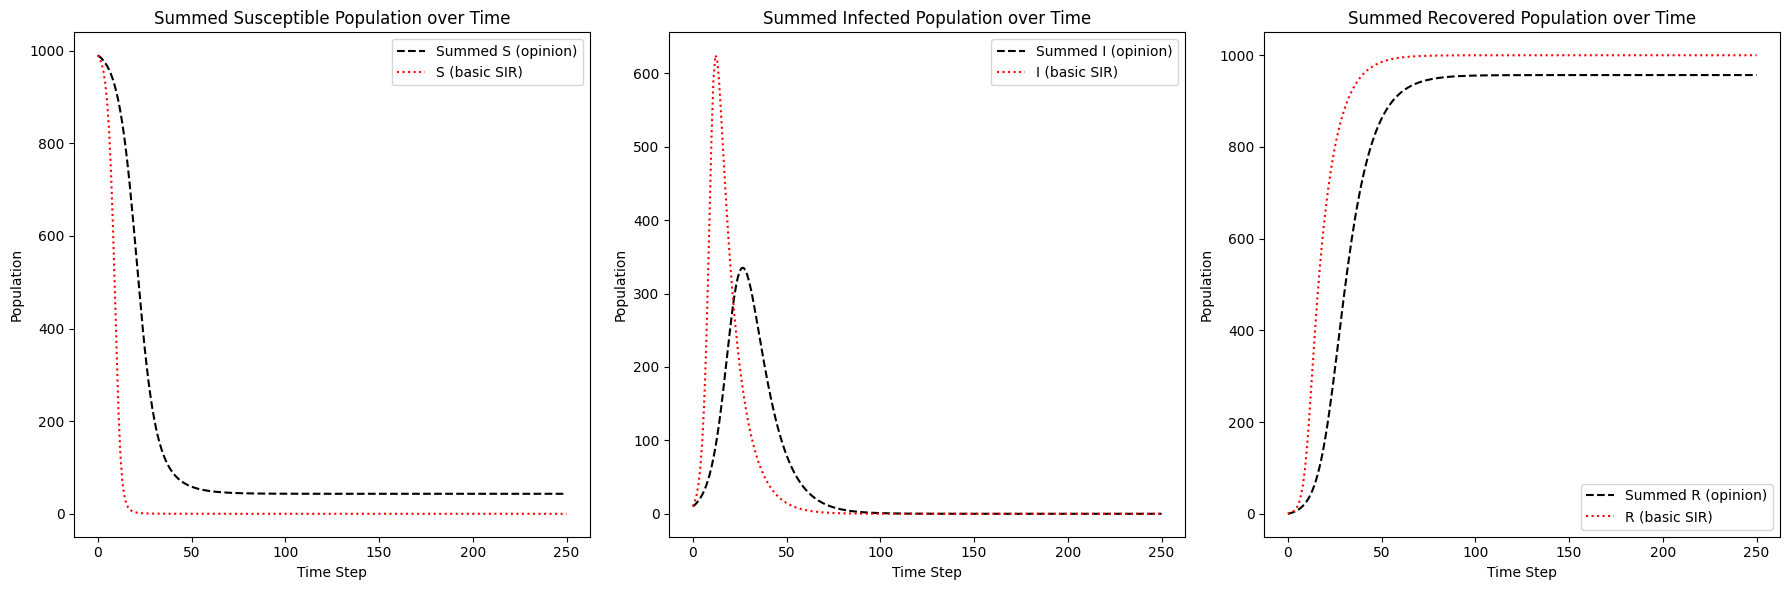 Summed Susceptible Population over Time
Summed S (opinion)
S (basic SIR)
Population
1000
800
600
400
200
0
0 50 100 150 200 250
Time Step
Summed Infected Population over Time
Summed I (opinion)
I (basic SIR)
Population
600
500
400
300
200
100
0
0 50 100 150 200 250
Time Step
Summed Recovered Population over Time
Population
1000
800
600
400
200
0
Summed R (opinion)
R (basic SIR)
0 50 100 150 200 250
Time Step